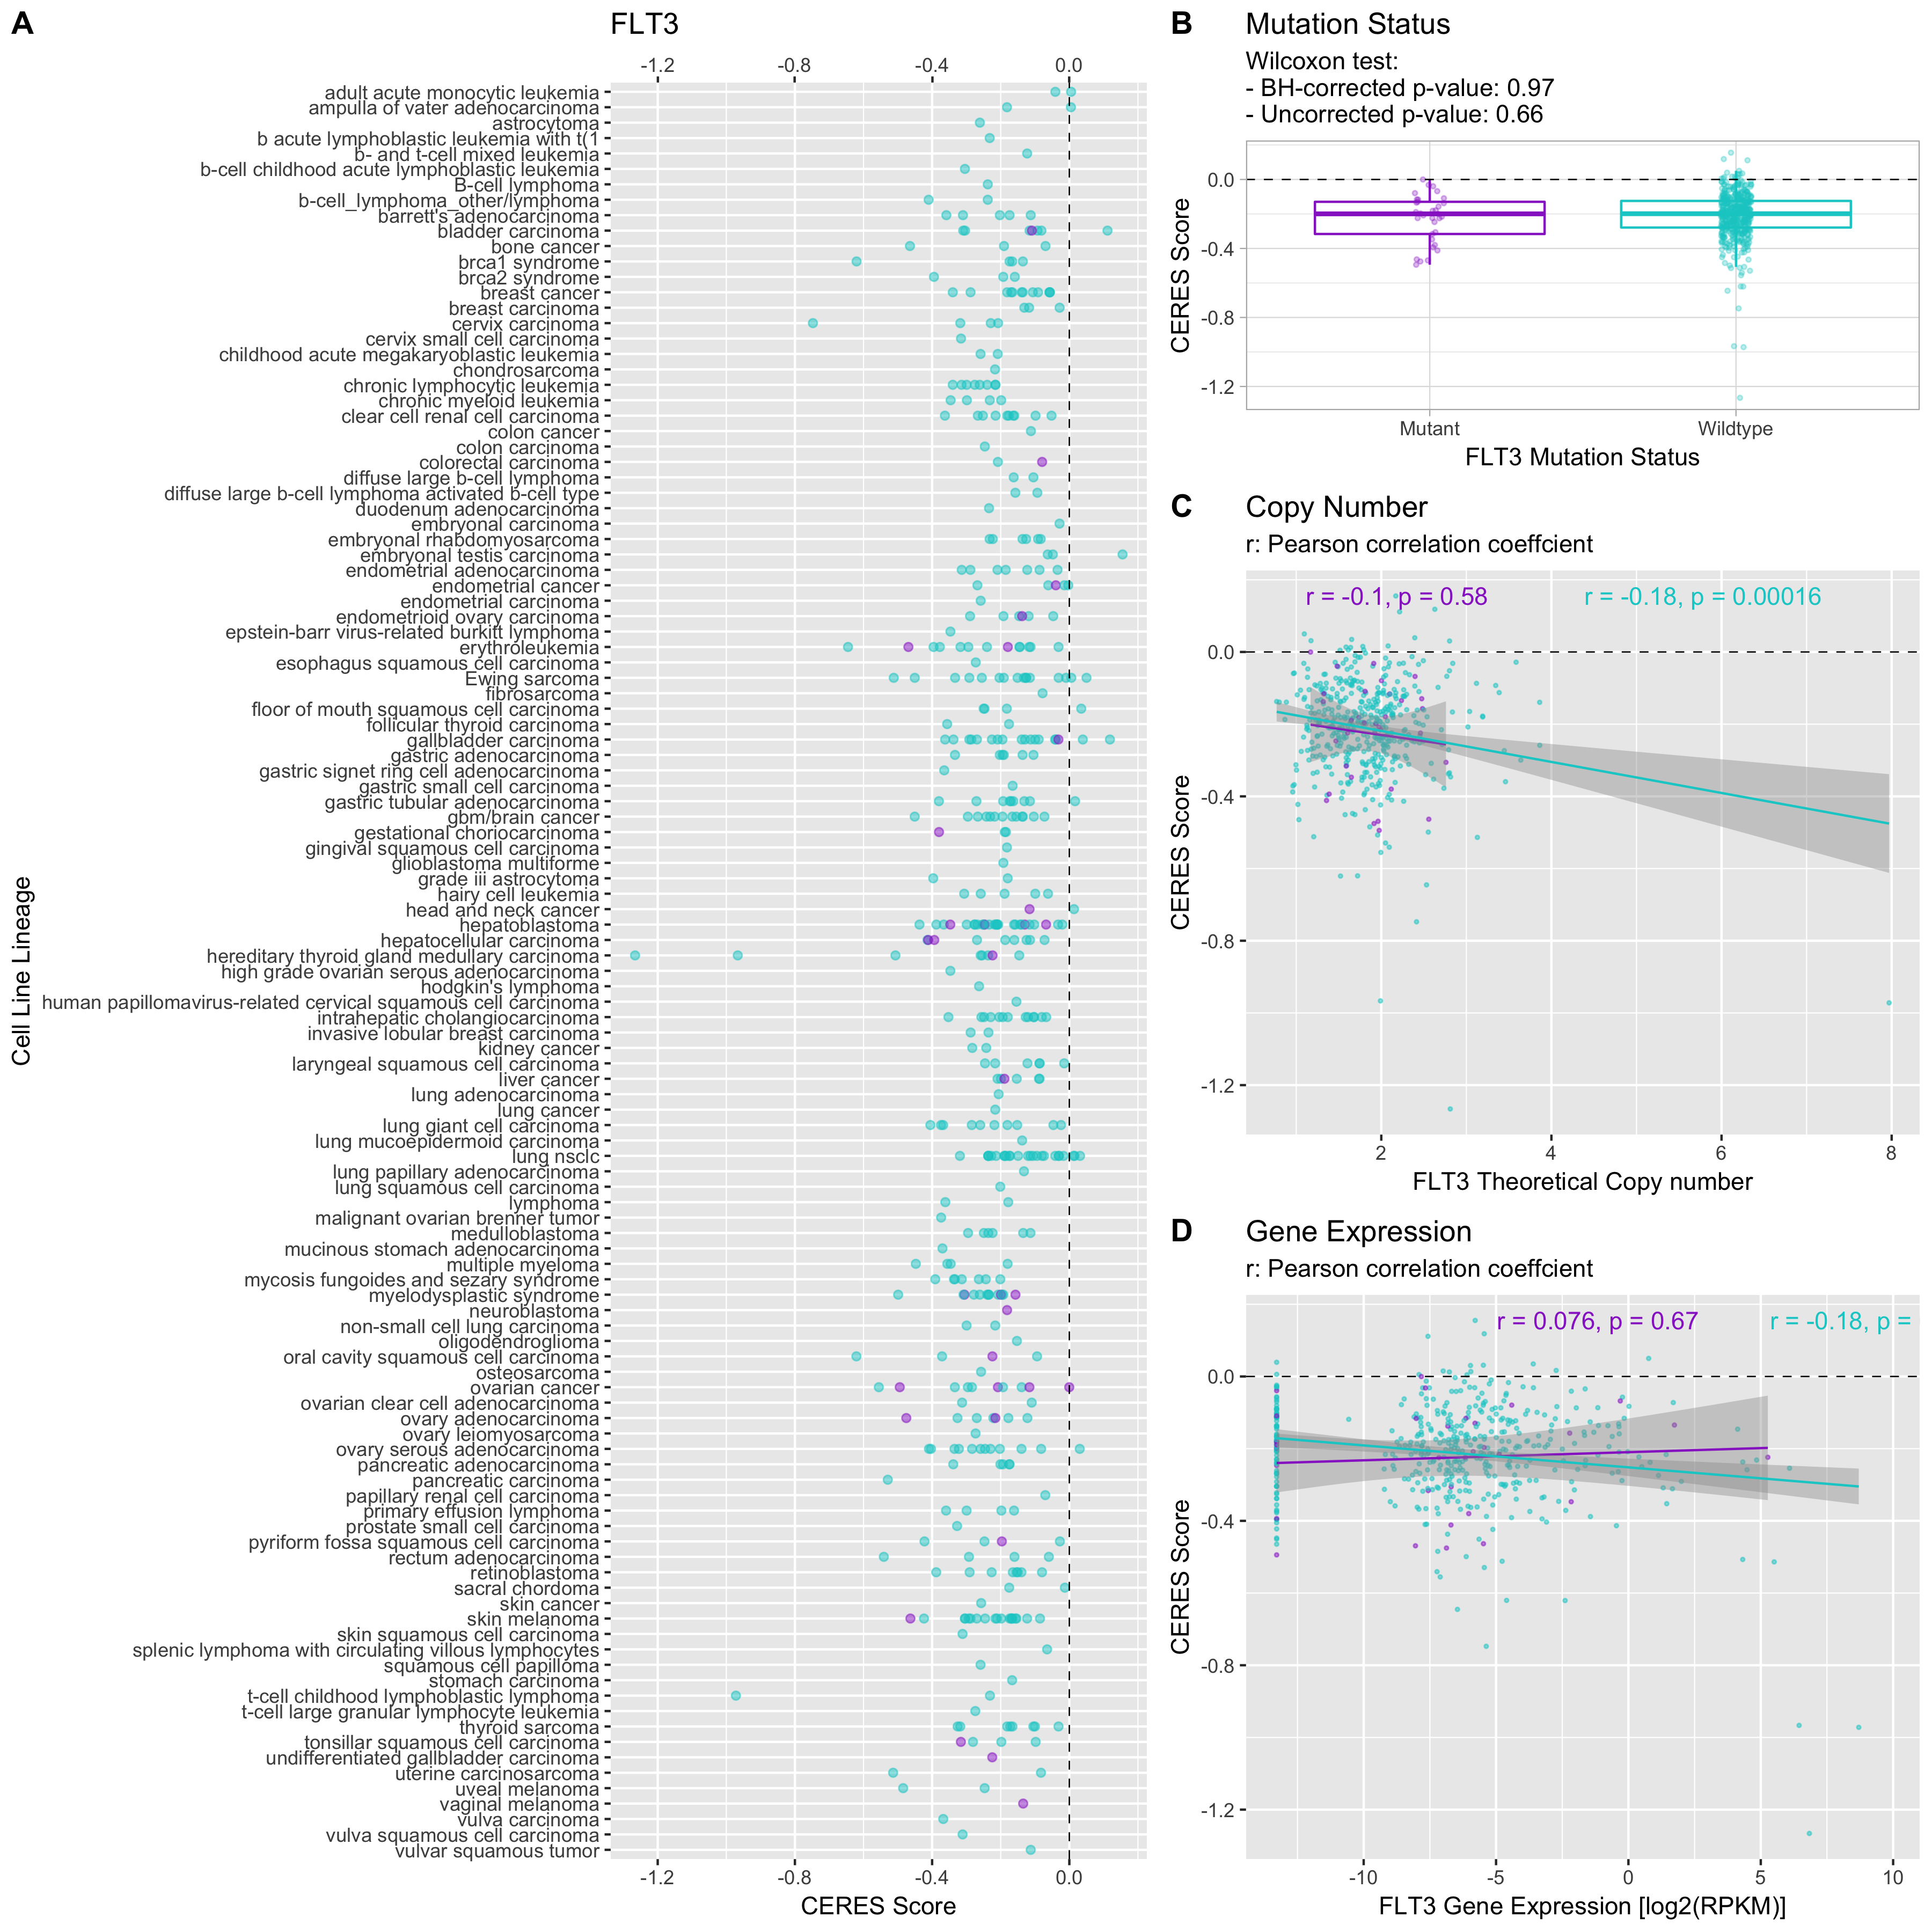 A
FLT3
-1.2 -0.8 -0.4 0.0
adult acute monocytic leukemia
ampulla of vater adenocarcinoma
astrocytoma
b acute lymphoblastic leukemia with t(1
b- and t-cell mixed leukemia
b-cell childhood acute lymphoblastic leukemia
B-cell lymphoma
b-cell_lymphoma_other/lymphoma
barrett's adenocarcinoma
bladder carcinoma
bone cancer
brca1 syndrome
brca2 syndrome
breast cancer
breast carcinoma
cervix carcinoma
cervix small cell carcinoma
childhood acute megakaryoblastic leukemia
chondrosarcoma
chronic lymphocytic leukemia
chronic myeloid leukemia
clear cell renal cell carcinoma
colon cancer
colon carcinoma
colorectal carcinoma
diffuse large b-cell lymphoma
diffuse large b-cell lymphoma activated b-cell type
duodenum adenocarcinoma
embryonal carcinoma
embryonal rhabdomyosarcoma
embryonal testis carcinoma
endometrial adenocarcinoma
endometrial cancer
endometrial carcinoma
endometrioid ovary carcinoma
epstein-barr virus-related burkitt lymphoma
erythroleukemia
esophagus squamous cell carcinoma
Ewing sarcoma
fibrosarcoma
floor of mouth squamous cell carcinoma
follicular thyroid carcinoma
gallbladder carcinoma
gastric adenocarcinoma
gastric signet ring cell adenocarcinoma
gastric small cell carcinoma
gastric tubular adenocarcinoma
gbm/brain cancer
gestational choriocarcinoma
gingival squamous cell carcinoma
glioblastoma multiforme
grade iii astrocytoma
hairy cell leukemia
head and neck cancer
hepatoblastoma
hepatocellular carcinoma
hereditary thyroid gland medullary carcinoma
high grade ovarian serous adenocarcinoma
hodgkin's lymphoma
human papillomavirus-related cervical squamous cell carcinoma
intrahepatic cholangiocarcinoma
invasive lobular breast carcinoma
kidney cancer
laryngeal squamous cell carcinoma
liver cancer
lung adenocarcinoma
lung cancer
lung giant cell carcinoma
lung mucoepidermoid carcinoma
lung nsclc
lung papillary adenocarcinoma
lung squamous cell carcinoma
lymphoma
malignant ovarian brenner tumor
medulloblastoma
mucinous stomach adenocarcinoma
multiple myeloma
mycosis fungoides and sezary syndrome
myelodysplastic syndrome
neuroblastoma
non-small cell lung carcinoma
oligodendroglioma
oral cavity squamous cell carcinoma
osteosarcoma
ovarian cancer
ovarian clear cell adenocarcinoma
ovary adenocarcinoma
ovary leiomyosarcoma
ovary serous adenocarcinoma
pancreatic adenocarcinoma
pancreatic carcinoma
papillary renal cell carcinoma
primary effusion lymphoma
prostate small cell carcinoma
pyriform fossa squamous cell carcinoma
rectum adenocarcinoma
retinoblastoma
sacral chordoma
skin cancer
skin melanoma
skin squamous cell carcinoma
splenic lymphoma with circulating villous lymphocytes
squamous cell papilloma
stomach carcinoma
t-cell childhood lymphoblastic lymphoma
t-cell large granular lymphocyte leukemia
thyroid sarcoma
tonsillar squamous cell carcinoma
undifferentiated gallbladder carcinoma
uterine carcinosarcoma
uveal melanoma
vaginal melanoma
vulva carcinoma
vulva squamous cell carcinoma
vulvar squamous tumor
-1.2 -0.8 -0.4 0.0
CERES Score
Cell Line Lineage
B
Mutation Status
Wilcoxon test:
- BH-corrected p-value: 0.97
- Uncorrected p-value: 0.66
0.0
-0.4
-0.8
-1.2
CERES Score
Mutant Wildtype
FLT3 Mutation Status
C
Copy Number
r: Pearson correlation coeffcient
r = -0.1, p = 0.58
r = -0.18, p = 0.00016
0.0
-0.4
-0.8
-1.2
CERES Score
2 4 6 8
FLT3 Theoretical Copy number
D
Gene Expression
r: Pearson correlation coeffcient
r = 0.076, p = 0.67
r = -0.18, p =
0.0
-0.4
-0.8
-1.2
CERES Score
-10 -5 0 5 10
FLT3 Gene Expression [log2(RPKM)]